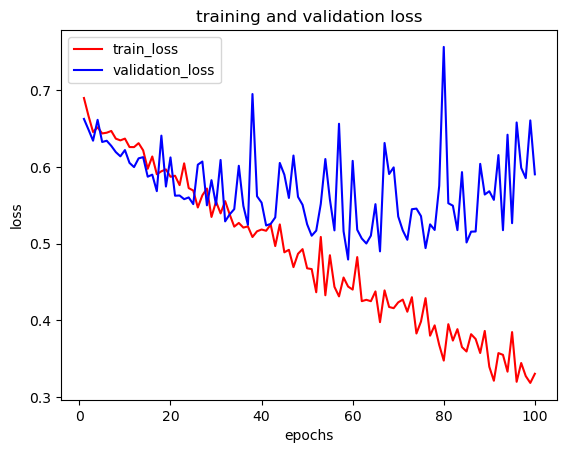 training and validation loss
train_loss
validation_loss
0.7
0.6
0.5
0.4
0.3
loss
0 20 40 60 80 100
epochs